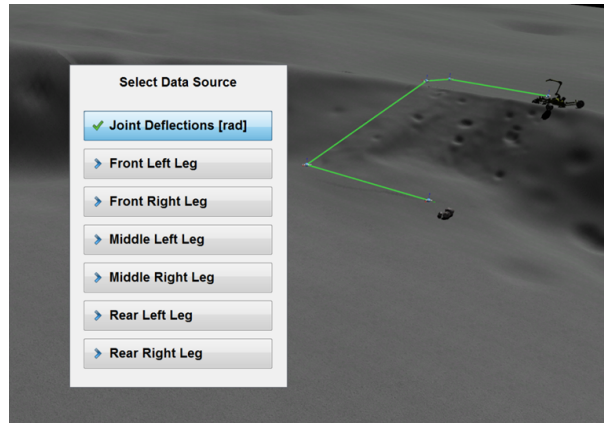 Select Data Source
Joint Deflections [rad]
Front Left Leg
Front Right Leg
Middle Left Leg
Middle Right Leg
Rear Left Leg
Rear Right Leg